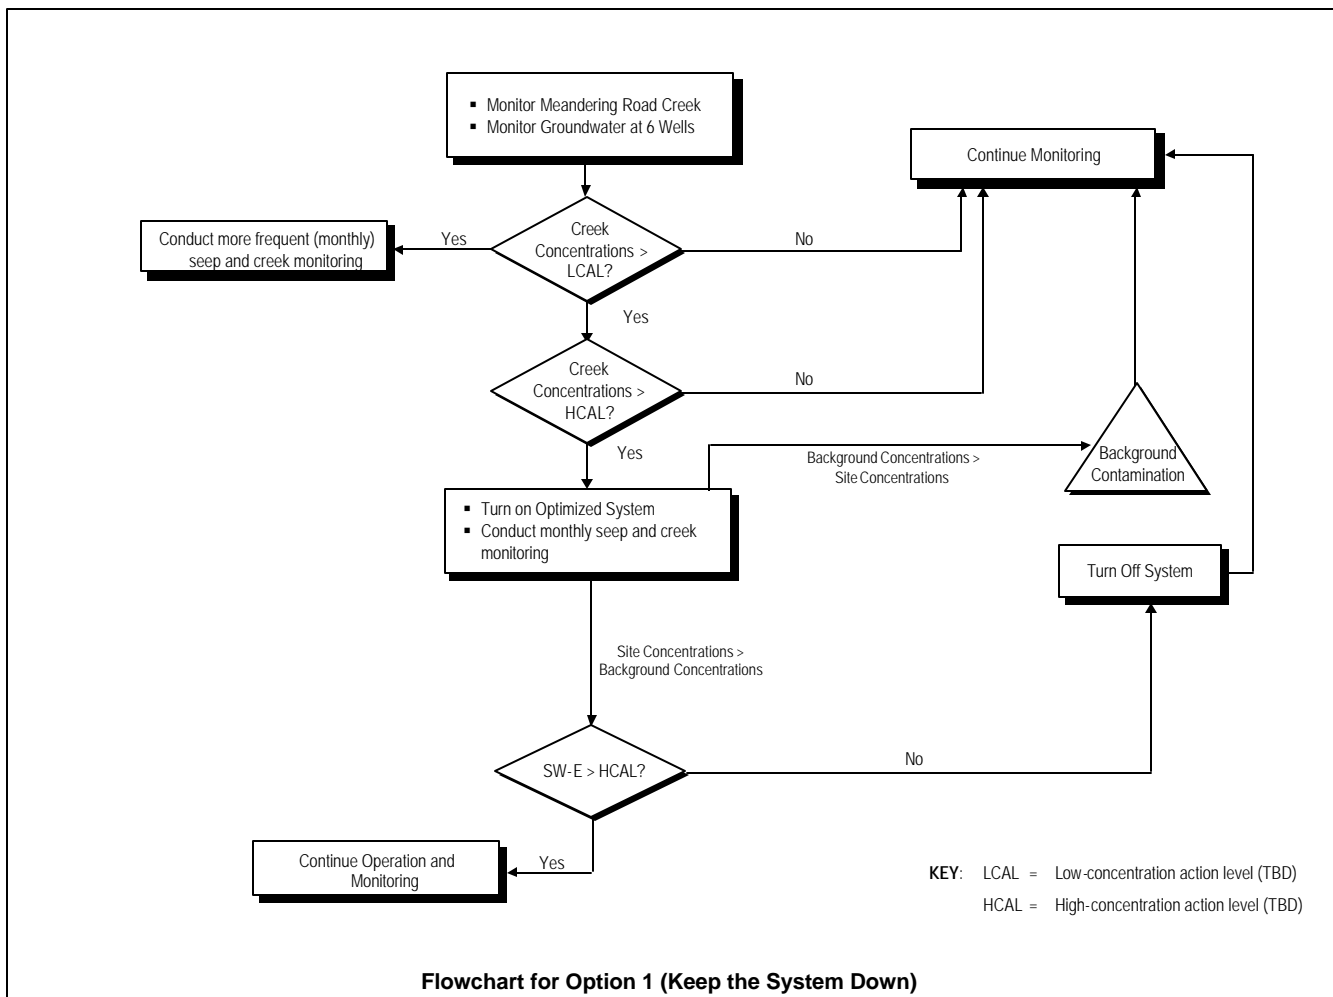 ▪ Monitor Meandering Road Creek
▪ Monitor Groundwater at 6 Wells
Continue Monitoring
Conduct more frequent (monthly)
seep and creek monitoring
Yes
Creek
Concentrations >
LCAL?
No
Yes
Creek
Concentrations >
HCAL?
No
Yes
Background Concentrations >
Site Concentrations
Background
Contamination
▪ Turn on Optimized System
▪ Conduct monthly seep and creek
monitoring
Turn Off System
Site Concentrations >
Background Concentrations
SW-E > HCAL?
No
Yes
Continue Operation and
Monitoring
KEY: LCAL = Low-concentration action level (TBD)
HCAL = High-concentration action level (TBD)
Flowchart for Option 1 (Keep the System Down)